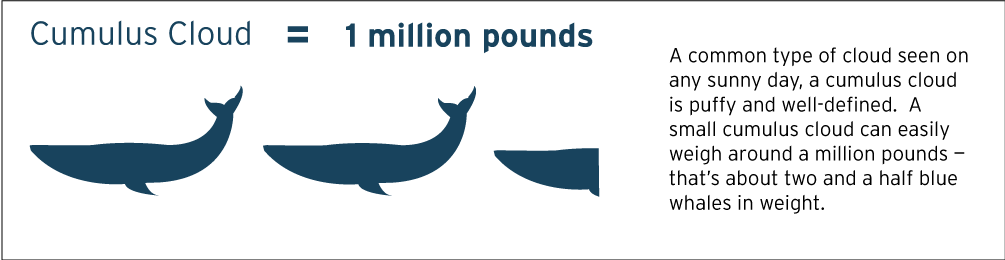 Cumulus Cloud = 1 million pounds
A common type of cloud seen on
any sunny day, a cumulus cloud
is puffy and well-defined.  A
small cumulus cloud can easily
weigh around a million pounds –
that's about two and a half blue
whales in weight.